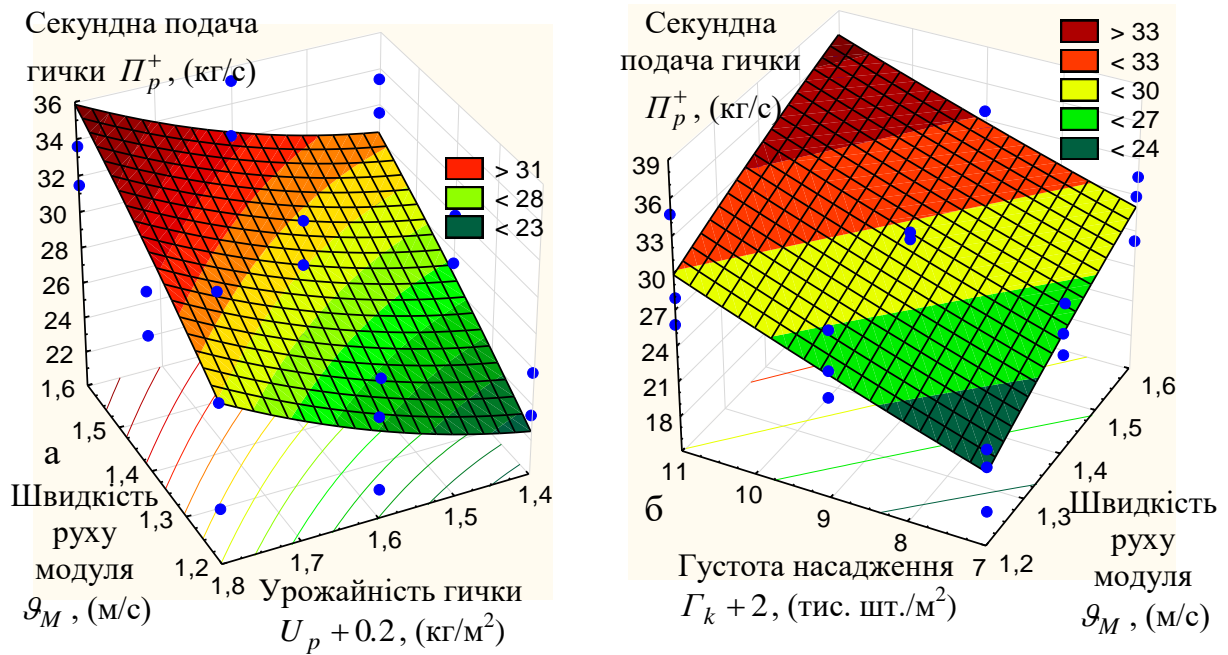 Секундна подача
гички П_p^+, (кг/с)
36
34
32
30
28
26
24
22
1,6
1,5
1,4
1,3
1,2
1,8
1,7
1,6
1,5
1,4
> 31
< 28
< 23
а
Швидкість
руху
модуля
ϑ_M, (м/с)
Урожайність гички
U_p + 0.2, (кг/м²)
Секундна
подача гички
П_p^+, (кг/с)
39
36
33
30
27
24
21
18
11
10
9
8
7
1,2
1,3
1,4
1,5
1,6
> 33
< 33
< 30
< 27
< 24
б
Густота насадження
Г_k + 2, (тис. шт./м²)
Швидкість
руху
модуля
ϑ_M, (м/с)